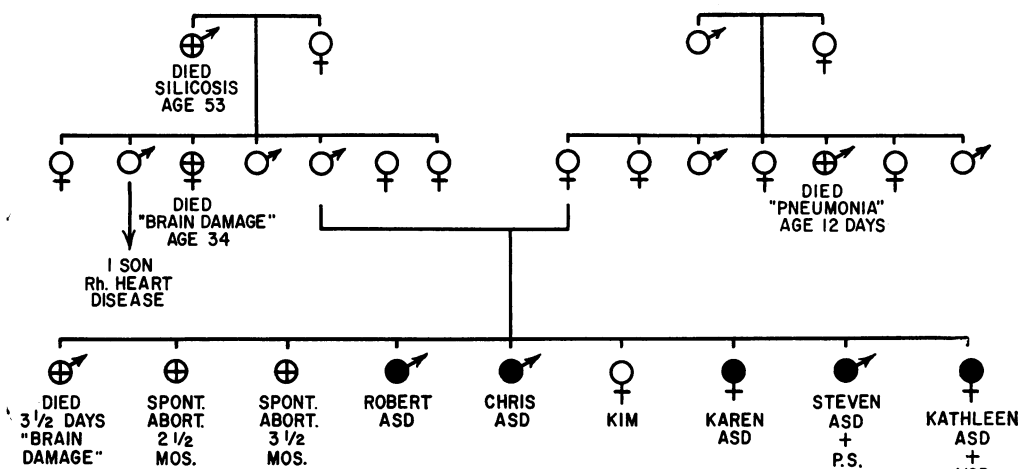 DIED
SILICOSIS
AGE 53
DIED
"BRAIN DAMAGE"
AGE 34
DIED
"PNEUMONIA"
AGE 12 DAYS
1 SON
Rh. HEART
DISEASE
DIED
3 1/2 DAYS
"BRAIN
DAMAGE"
SPONT.
ABORT.
2 1/2
MOS.
SPONT.
ABORT.
3 1/2
MOS.
ROBERT
ASD
CHRIS
ASD
KIM
KAREN
ASD
STEVEN
ASD
+
P.S.
KATHLEEN
ASD
+